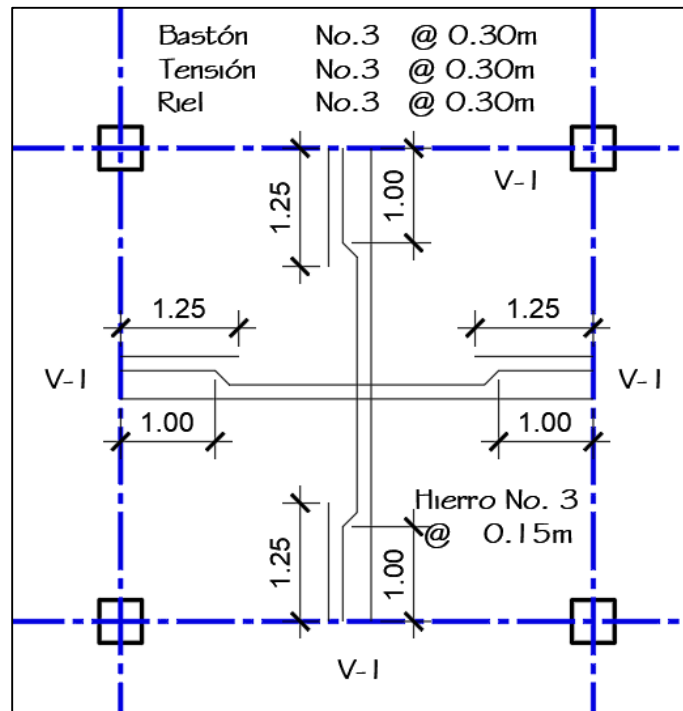 Bastón No.3 @ 0.30m
Tensión No.3 @ 0.30m
Riel No.3 @ 0.30m
V-1
1.25
1.00
1.25
1.25
V-1
V-1
1.00
1.00
Hierro No. 3
@ 0.15m
1.25
1.00
V-1